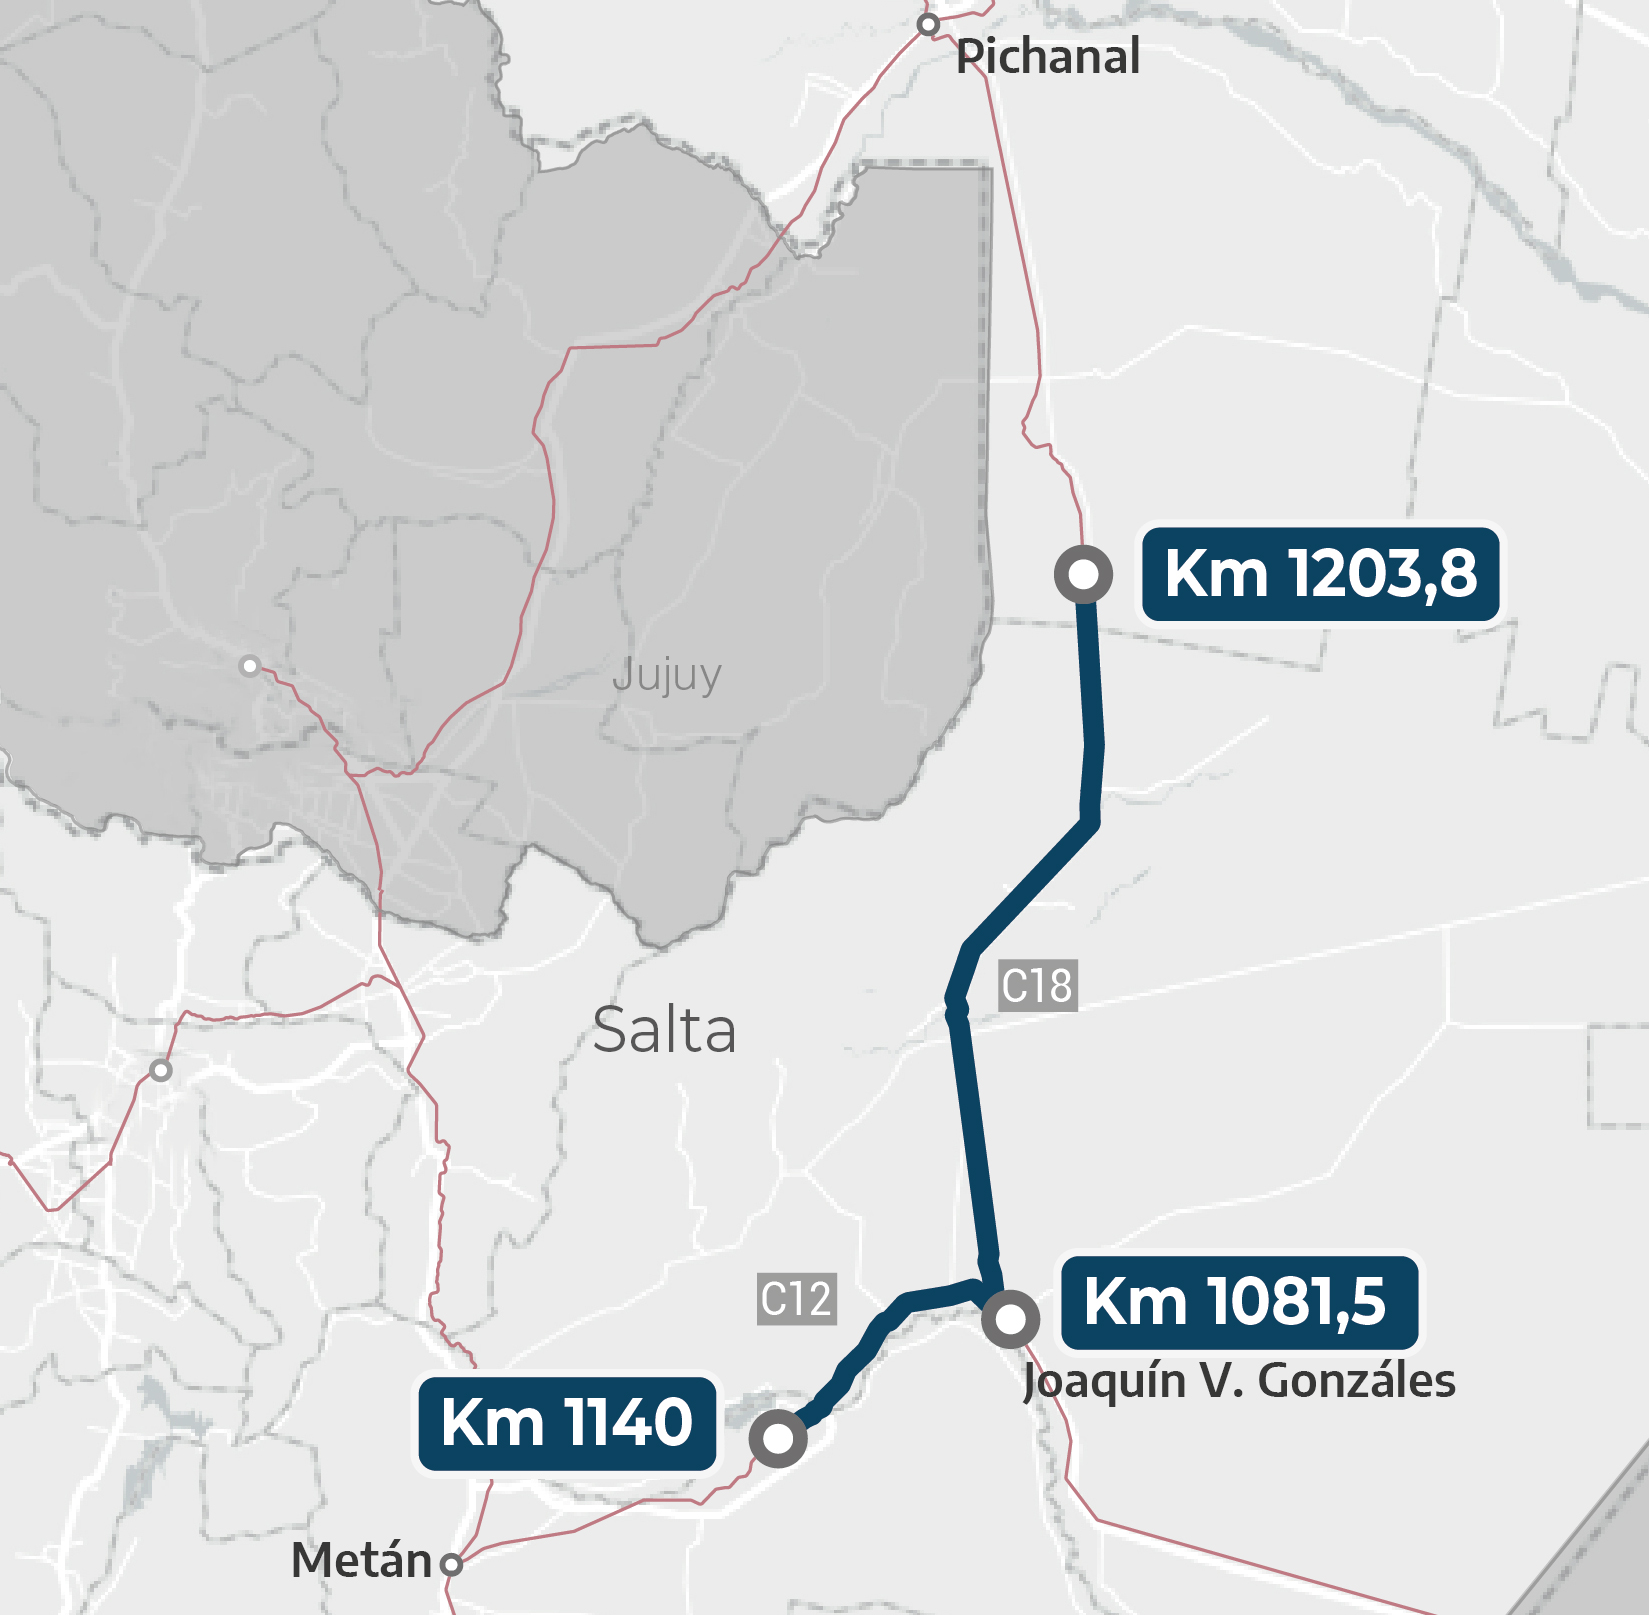 Pichanal
Km 1203,8
Jujuy
C18
Salta
C12
Km 1081,5
Joaquín V. Gonzáles
Km 1140
Metán